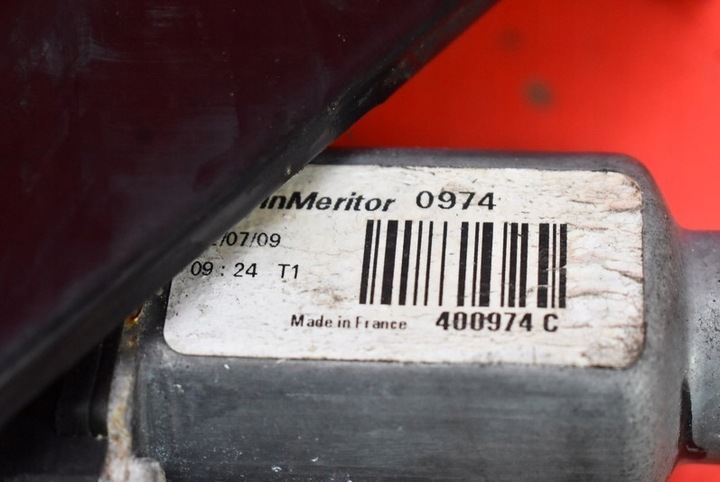 inMeritor 0974
/07/09
09 : 24 T1
Made in France 400974 C